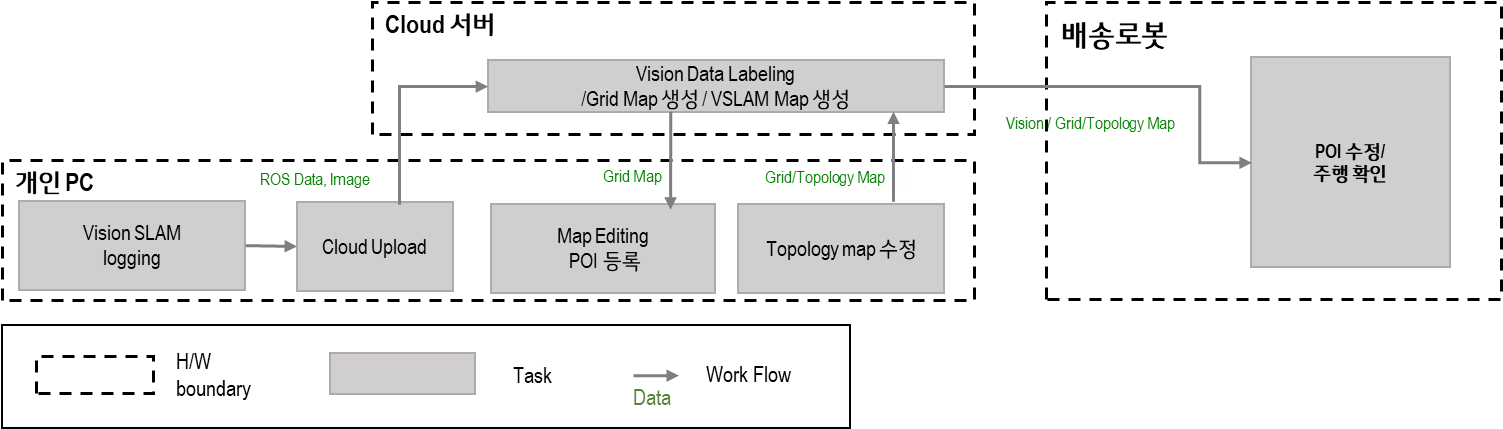 Cloud 서버
Vision Data Labeling
/Grid Map 생성 / VSLAM Map 생성
배송로봇
Vision / Grid/Topology Map
POI 수정/
주행 확인
개인 PC
ROS Data, Image
Grid Map
Grid/Topology Map
Vision SLAM
logging
Cloud Upload
Map Editing
POI 등록
Topology map 수정
H/W
boundary
Task
Work Flow
Data